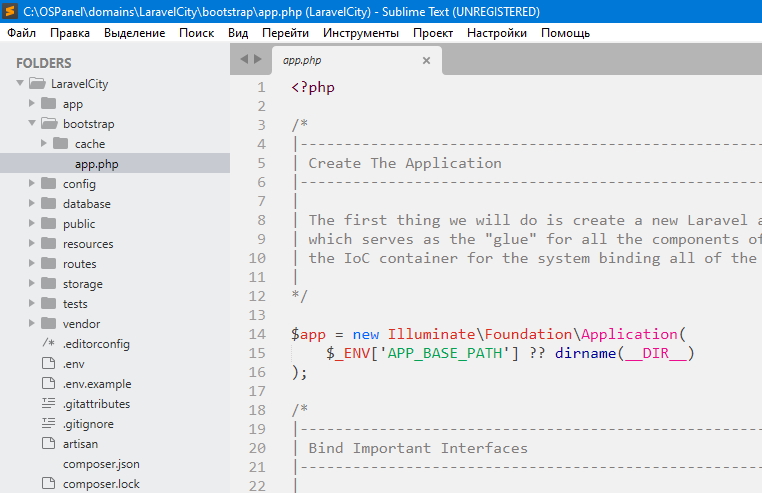 C:\OSPanel\domains\LaravelCity\bootstrap\app.php (LaravelCity) - Sublime Text (UNREGISTERED)
Файл Правка Выделение Поиск Вид Перейти Инструменты Проект Настройки Помощь
FOLDERS
LaravelCity
app
bootstrap
cache
app.php
config
database
public
resources
routes
storage
tests
vendor
/* .editorconfig
.env
.env.example
.gitattributes
.gitignore
artisan
composer.json
composer.lock
app.php ×
1 <?php
2
3 /*
4 |------------------------------------------------------
5 | Create The Application
6 |------------------------------------------------------
7 |
8 | The first thing we will do is create a new Laravel a
9 | which serves as the "glue" for all the components of
10 | the IoC container for the system binding all of the
11 |
12 */
13
14 $app = new Illuminate\Foundation\Application(
15     $_ENV['APP_BASE_PATH'] ?? dirname(__DIR__)
16 );
17
18 /*
19 |------------------------------------------------------
20 | Bind Important Interfaces
21 |------------------------------------------------------
22 |